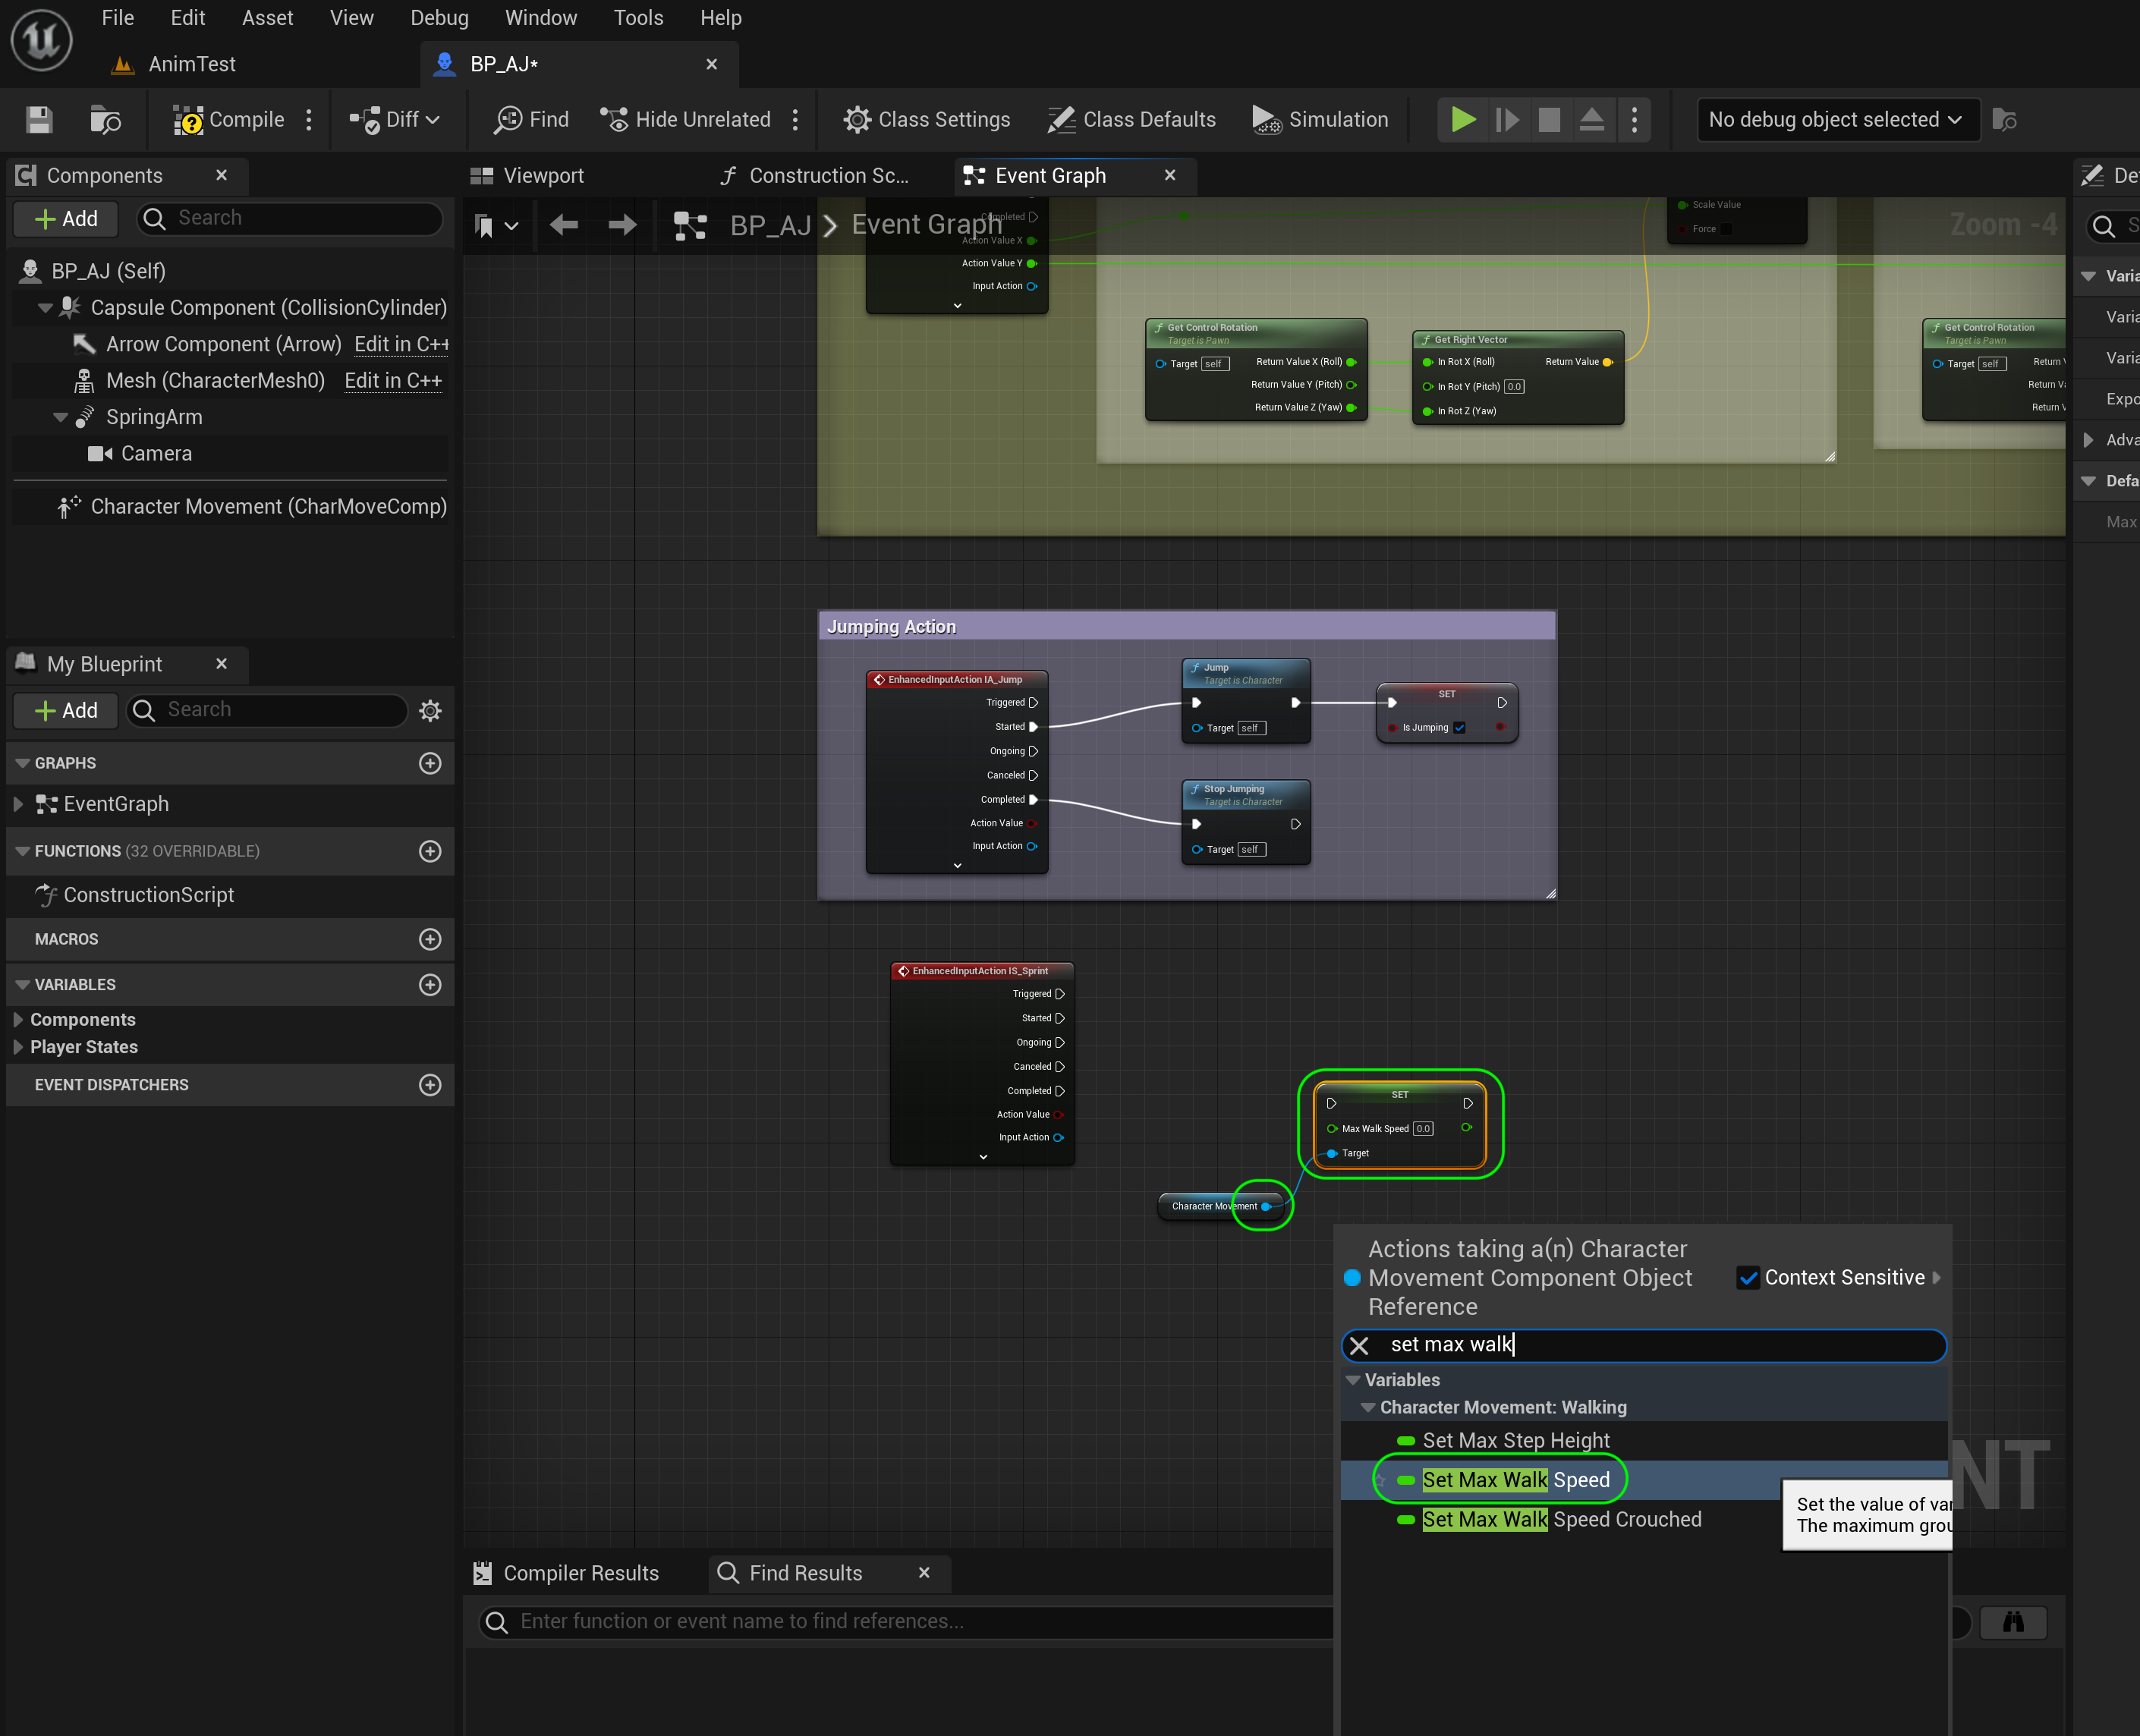 File Edit Asset View Debug Window Tools Help
AnimTest
BP_AJ*
Compile Diff Find Hide Unrelated Class Settings Class Defaults Simulation No debug object selected
Components
Add Search
BP_AJ (Self)
Capsule Component (CollisionCylinder)
Arrow Component (Arrow) Edit in C++
Mesh (CharacterMesh0) Edit in C++
SpringArm
Camera
Character Movement (CharMoveComp)
My Blueprint
Add Search
GRAPHS
EventGraph
FUNCTIONS (32 OVERRIDABLE)
ConstructionScript
MACROS
VARIABLES
Components
Player States
EVENT DISPATCHERS
Viewport Construction Sc... Event Graph
BP_AJ Event Graph
Zoom -4
Completed
Action Value X
Action Value Y
Input Action
Scale Value
Force
Get Control Rotation
Target is Pawn
Target self Return Value X (Roll)
Return Value Y (Pitch)
Return Value Z (Yaw)
Get Right Vector
In Rot X (Roll) Return Value
In Rot Y (Pitch) 0.0
In Rot Z (Yaw)
Get Control Rotation
Target is Pawn
Target self Return V
Return Va
Return V
Jumping Action
EnhancedInputAction IA_Jump
Triggered
Started
Ongoing
Canceled
Completed
Action Value
Input Action
Jump
Target is Character
Target self
SET
Is Jumping
Stop Jumping
Target is Character
Target self
EnhancedInputAction IS_Sprint
Triggered
Started
Ongoing
Canceled
Completed
Action Value
Input Action
SET
Max Walk Speed 0.0
Target
Character Movement
Actions taking a(n) Character
Movement Component Object
Reference
Context Sensitive
set max walk
Variables
Character Movement: Walking
Set Max Step Height
Set Max Walk Speed
Set Max Walk Speed Crouched
Set the value of var
The maximum grou
NT
Compiler Results Find Results
Enter function or event name to find references...
De
S
Varia
Varia
Varia
Expo
Adva
Defa
Max